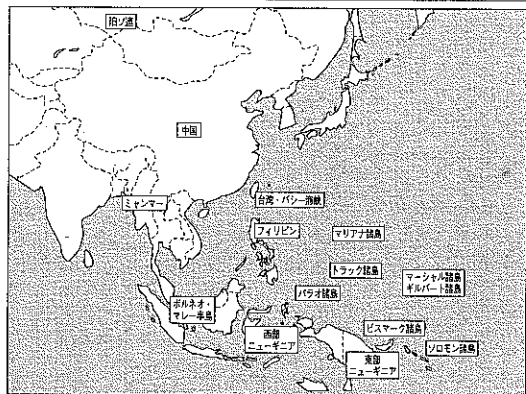 旧ソ連
中国
ミャンマー
台湾・バシー海峡
フィリピン
マリアナ諸島
トラック諸島
マーシャル諸島
ギルバート諸島
パラオ諸島
ボルネオ・
マレー半島
ビスマーク諸島
西部
ニューギニア
ソロモン諸島
東部
ニューギニア